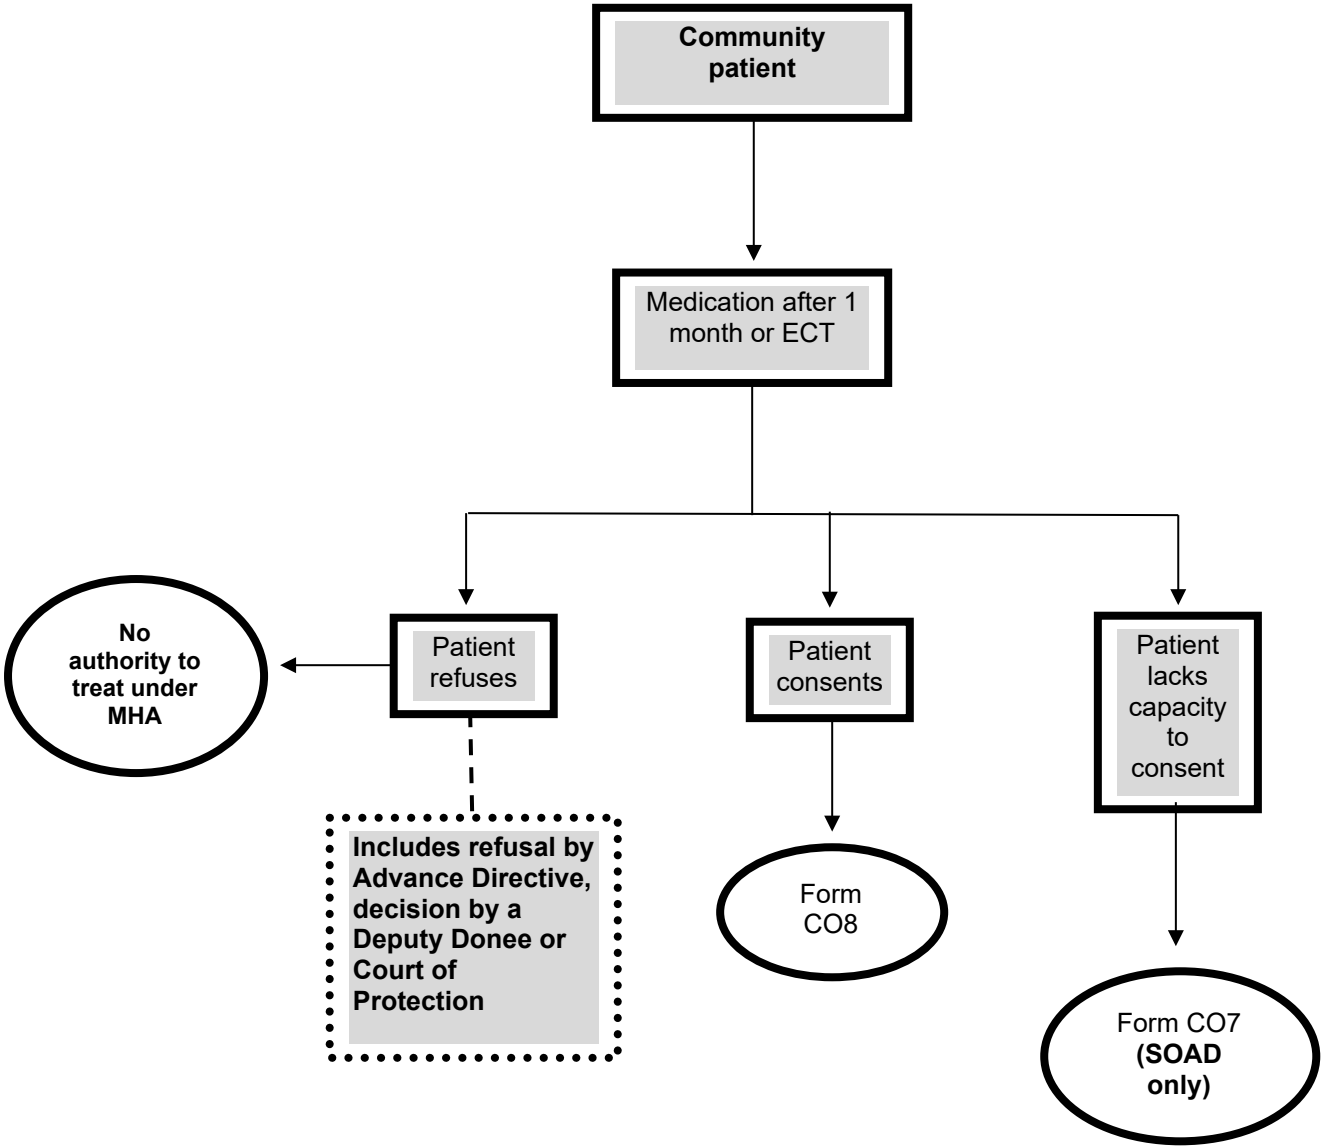 Community
patient
Medication after 1
month or ECT
No
authority to
treat under
MHA
Patient
refuses
Patient
consents
Patient
lacks
capacity
to
consent
Includes refusal by
Advance Directive,
decision by a
Deputy Donee or
Court of
Protection
Form
CO8
Form CO7
(SOAD
only)